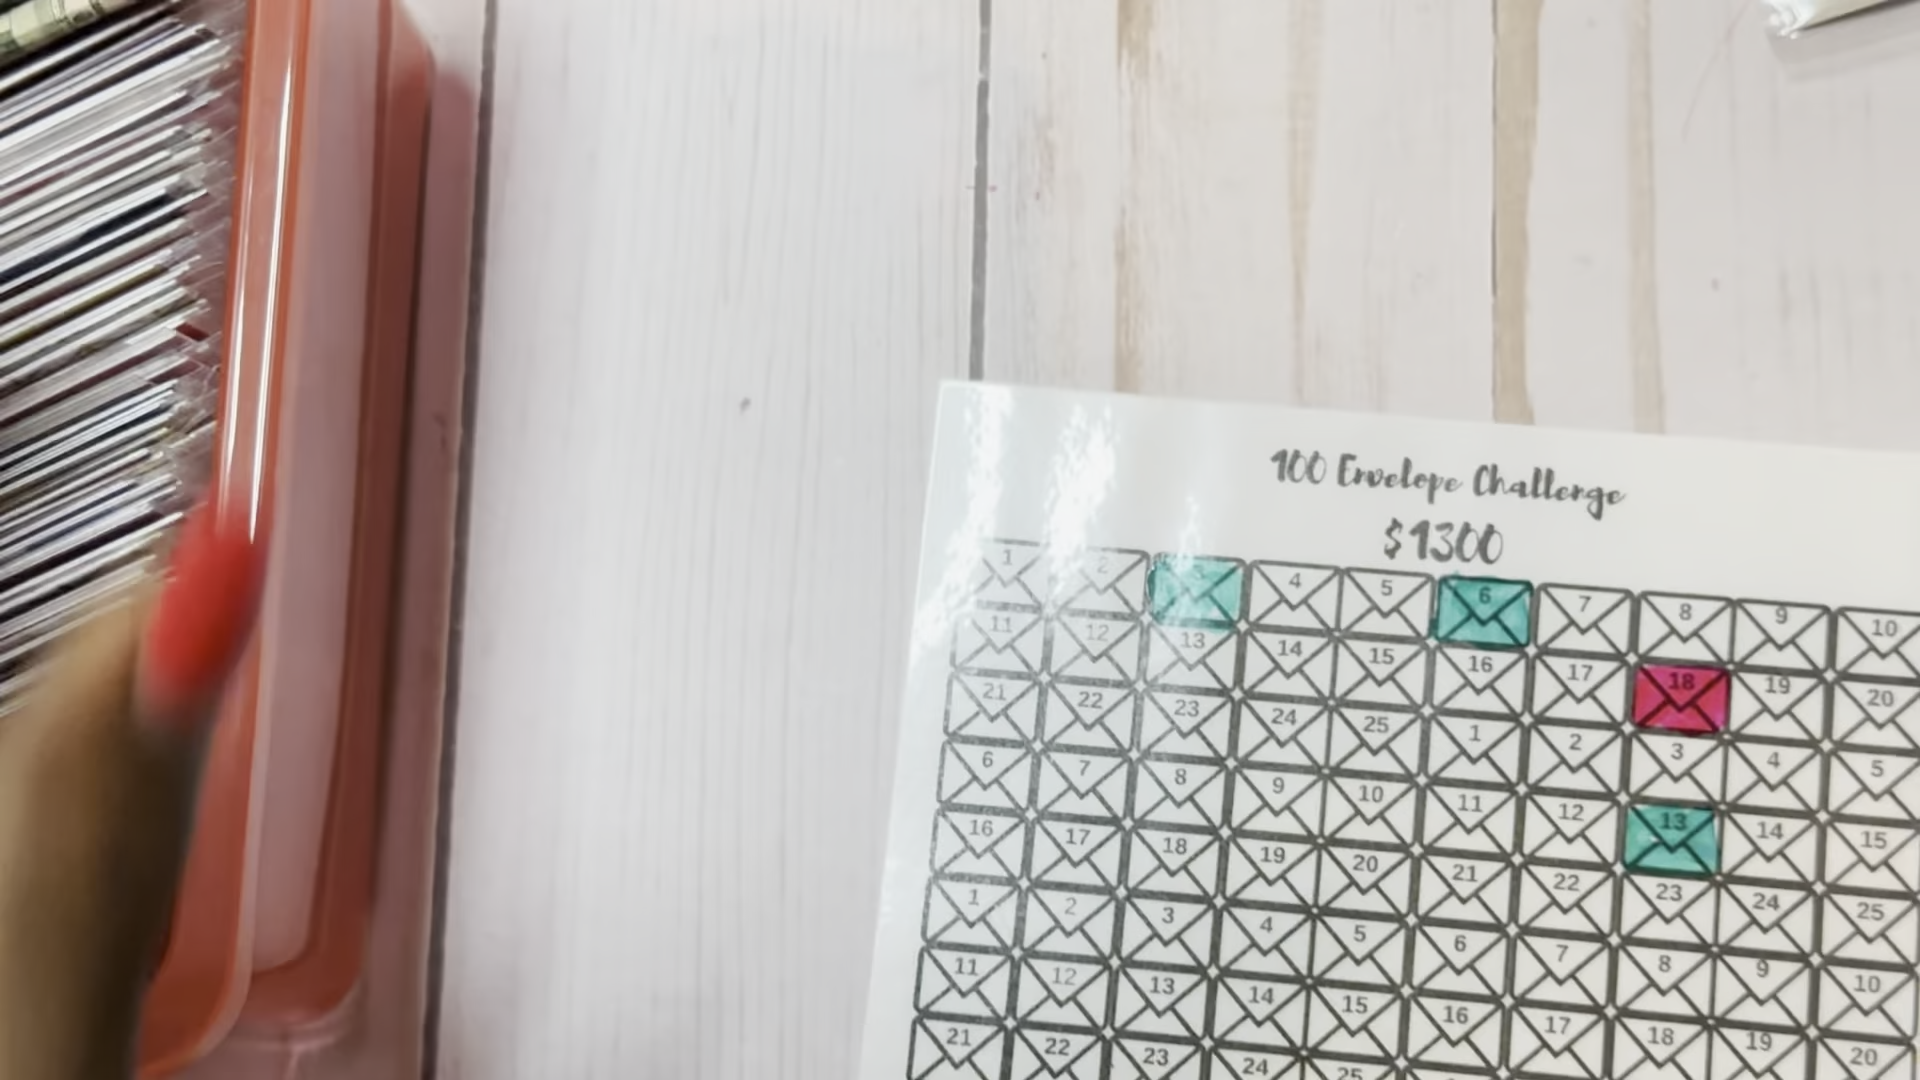 100 Envelope Challenge
$1300
1 2 3 4 5 6 7 8 9 10
11 12 13 14 15 16 17 18 19 20
21 22 23 24 25 1 2 3 4 5
6 7 8 9 10 11 12 13 14 15
16 17 18 19 20 21 22 23 24 25
1 2 3 4 5 6 7 8 9 10
11 12 13 14 15 16 17 18 19 20
21 22 23 24 25